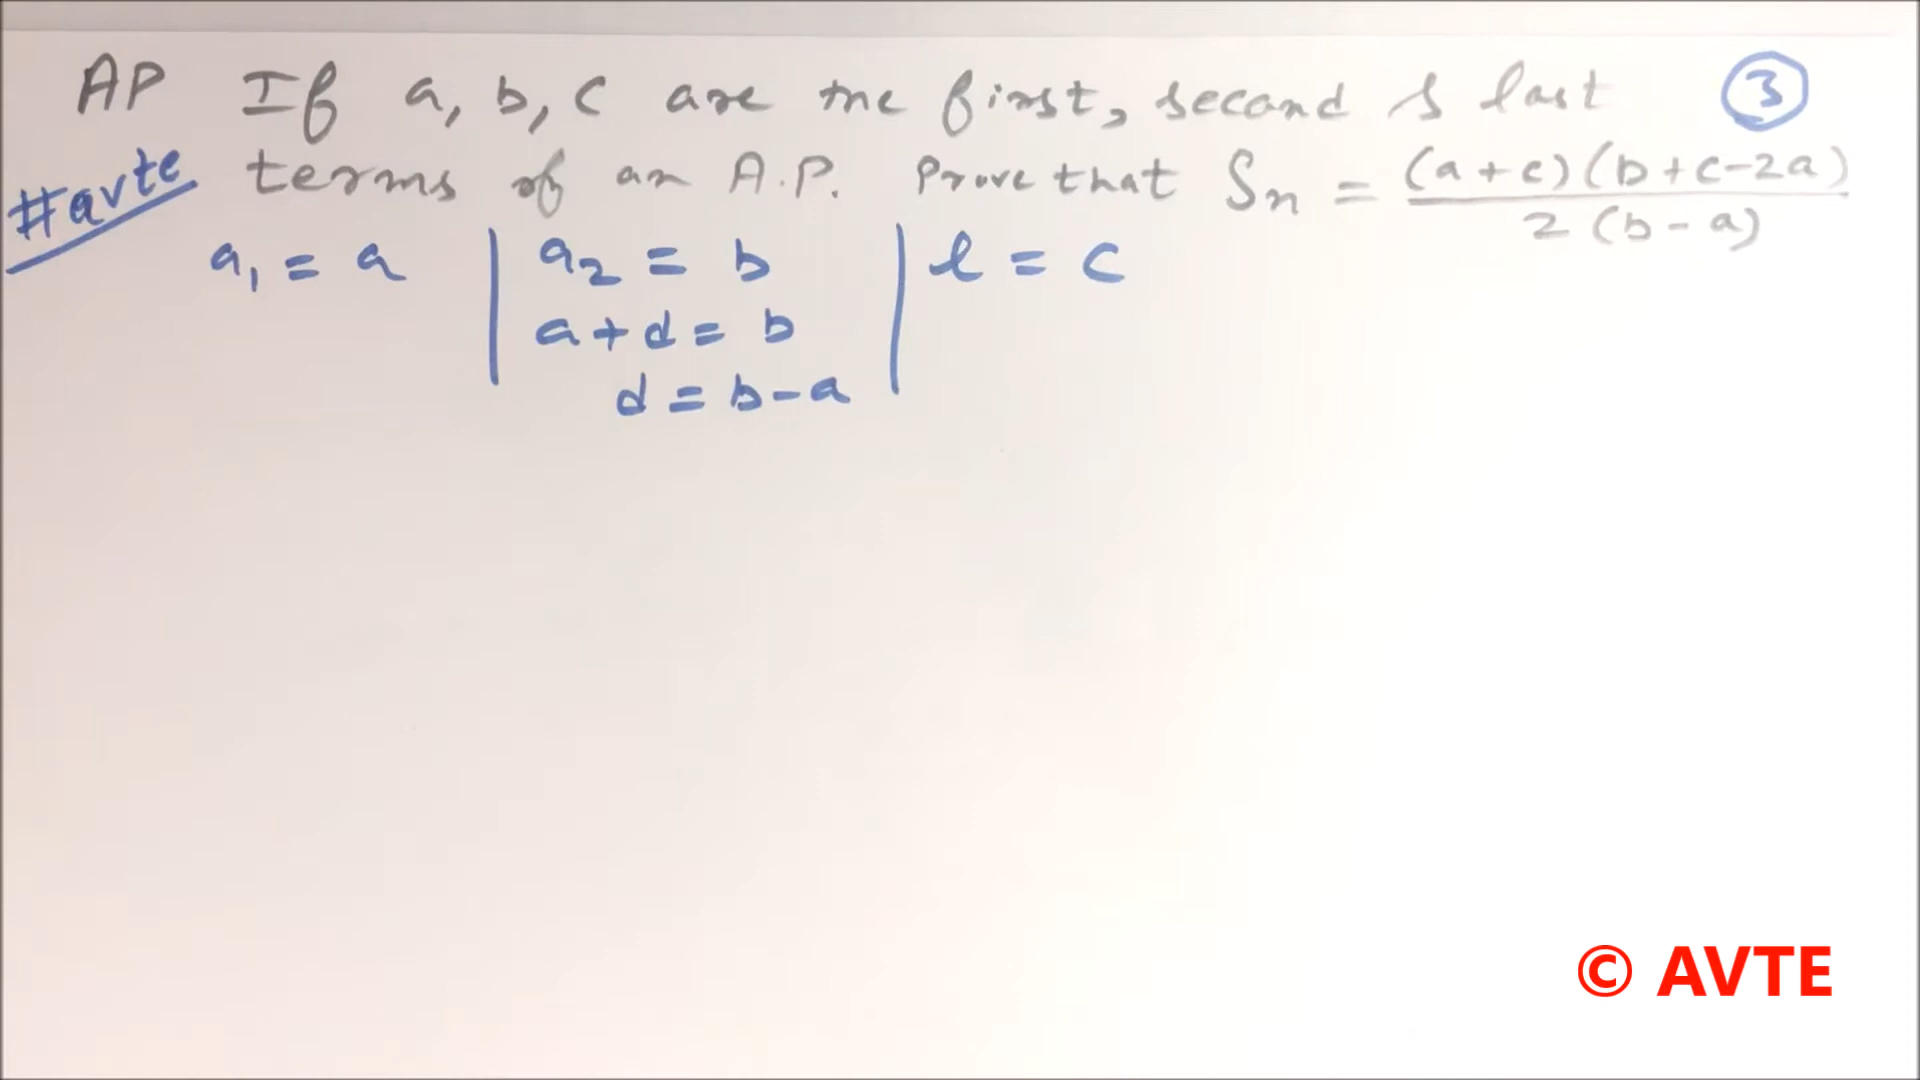 AP If a, b, c are the first, second & last ③
#avte terms of an A.P. Prove that Sn = (a+c)(b+c-2a) / 2(b-a)
a₁ = a | a₂ = b | l = c
a+d = b
d = b-a
© AVTE